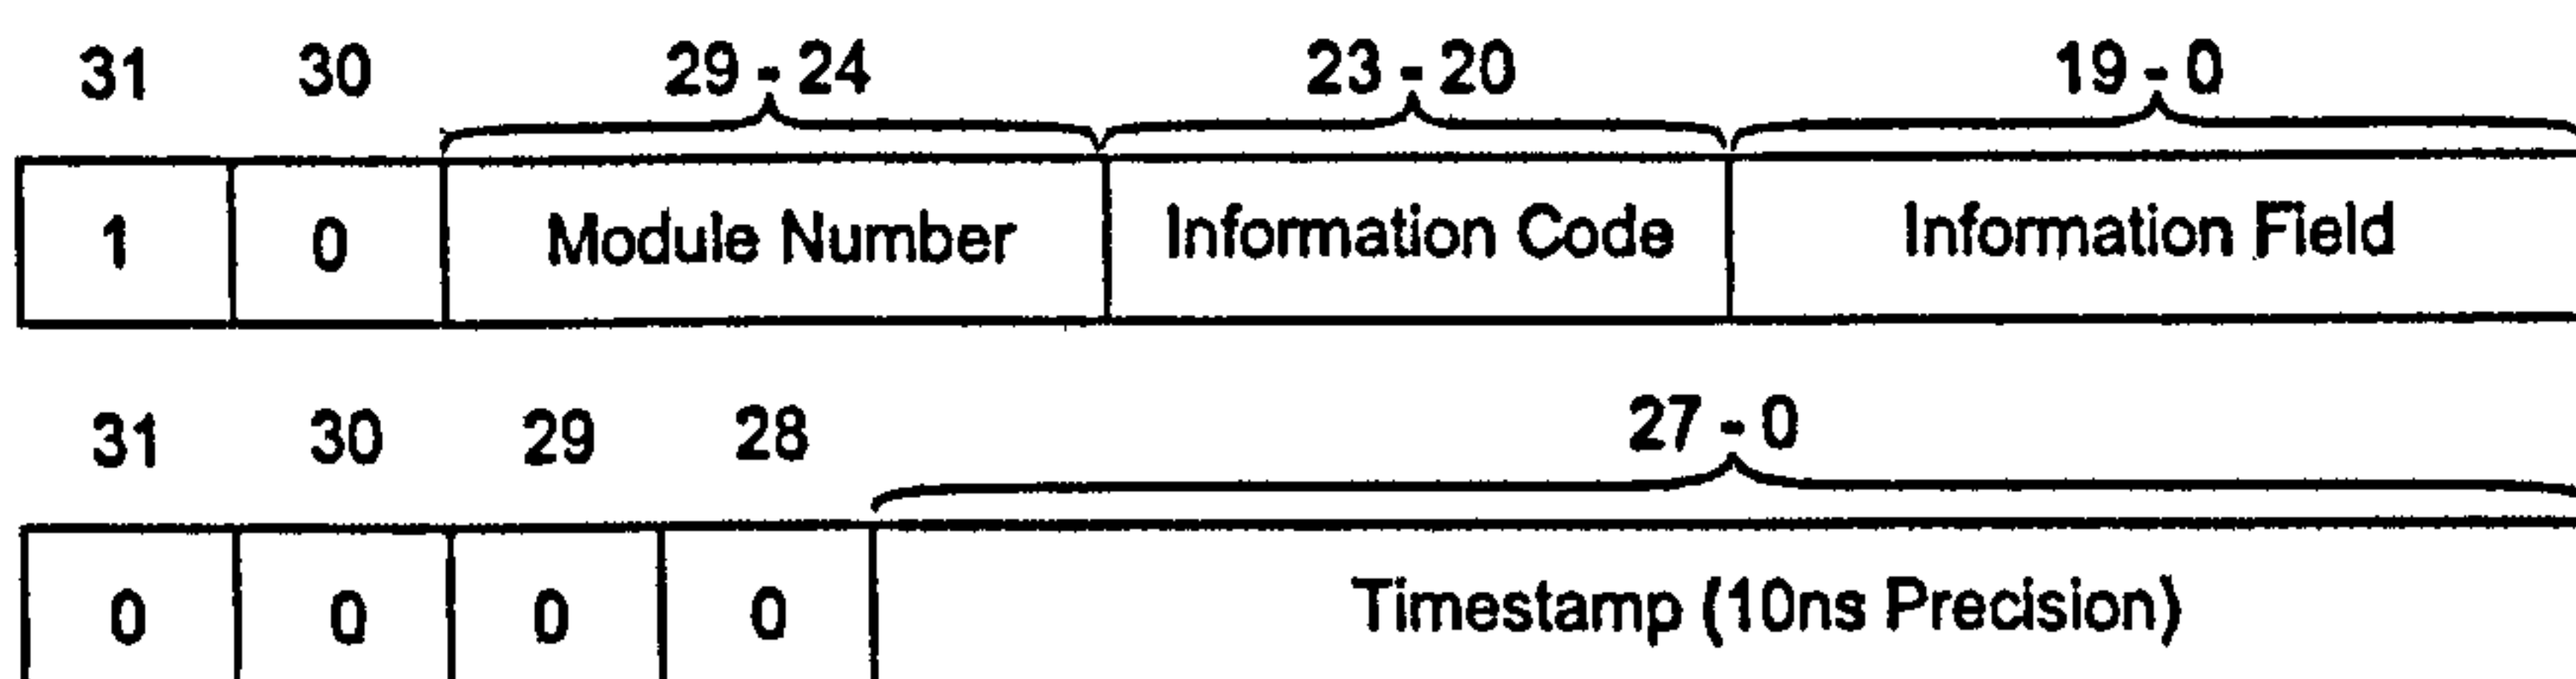 31 30 29 - 24 23 - 20 19 - 0
1 0 Module Number Information Code Information Field
31 30 29 28 27 - 0
0 0 0 0 Timestamp (10ns Precision)